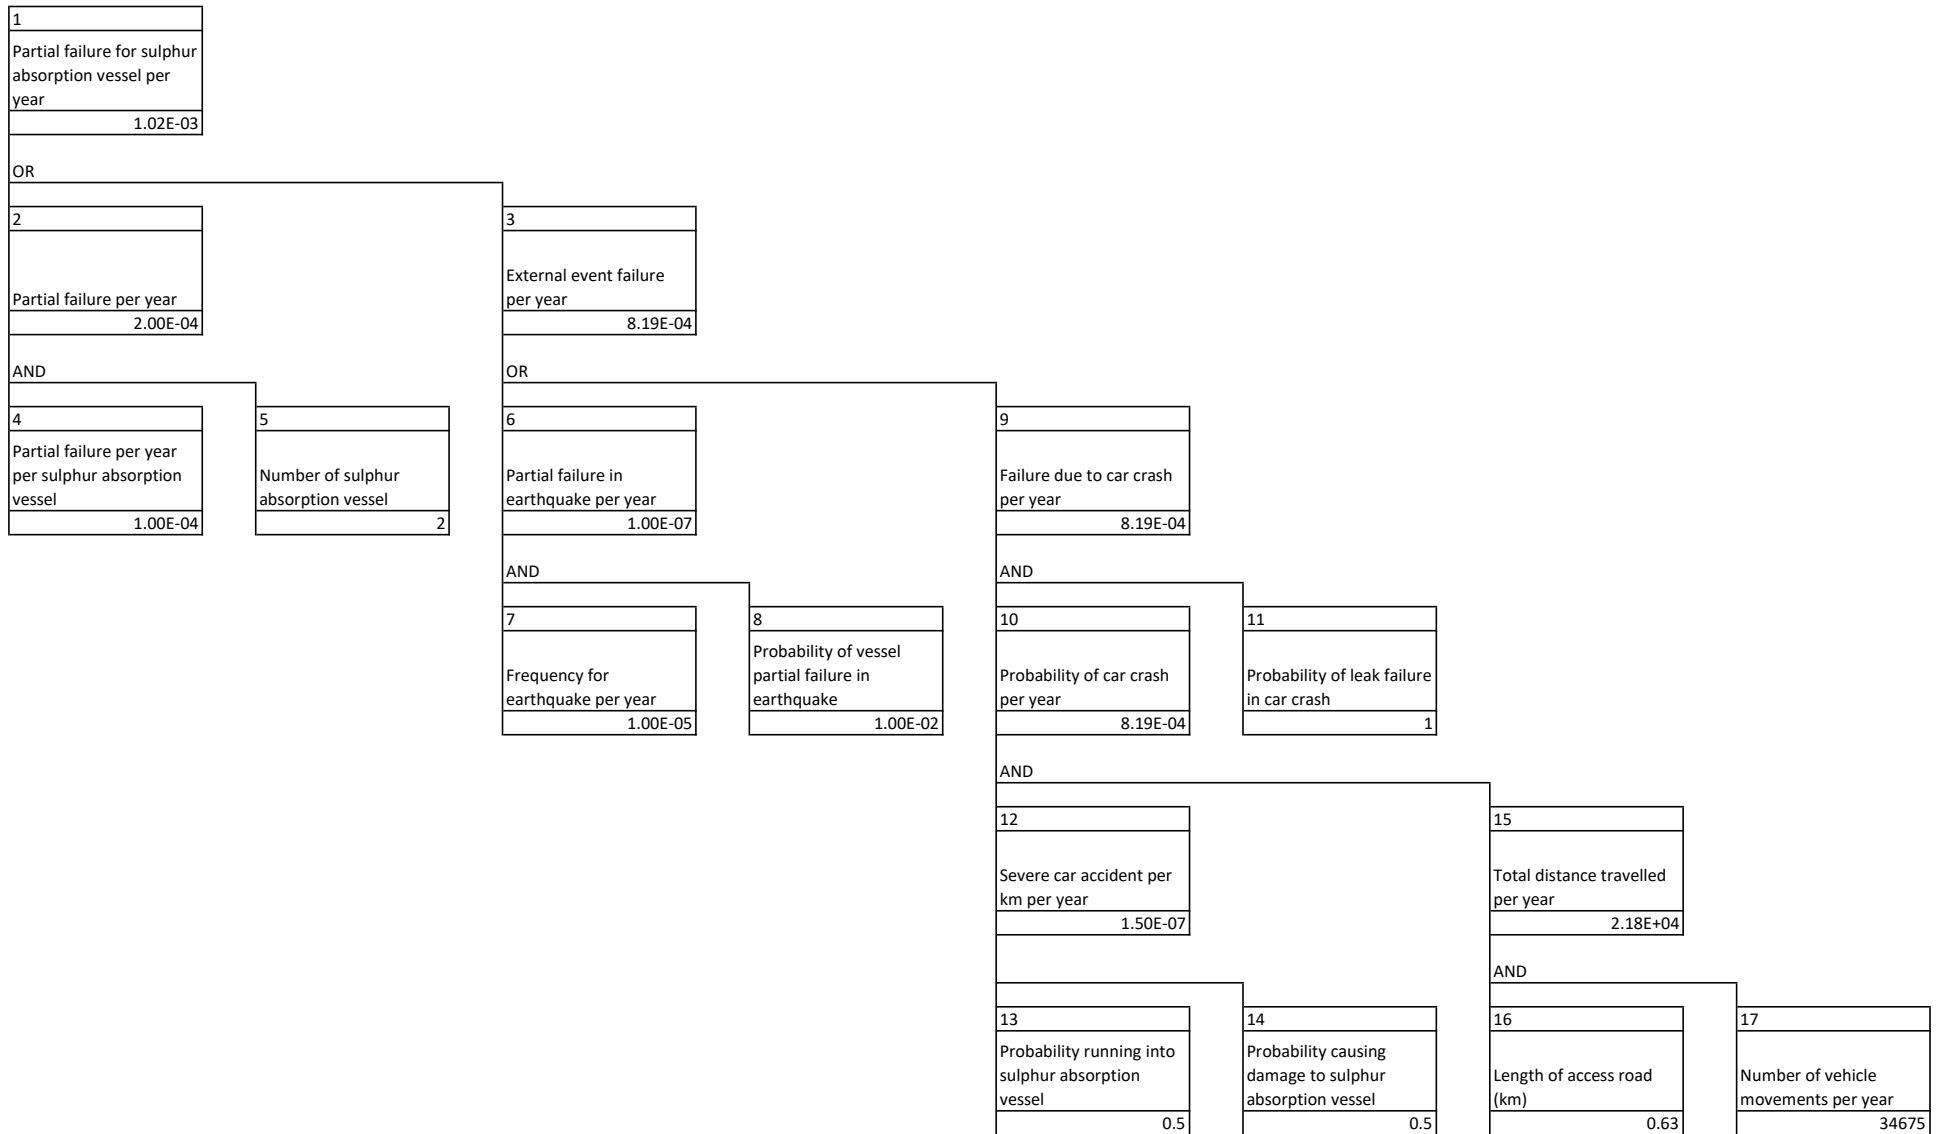 1
Partial failure for sulphur
absorption vessel per
year
1.02E-03
OR
2
Partial failure per year
2.00E-04
3
External event failure
per year
8.19E-04
AND
OR
4
Partial failure per year
per sulphur absorption
vessel
1.00E-04
5
Number of sulphur
absorption vessel
2
6
Partial failure in
earthquake per year
1.00E-07
9
Failure due to car crash
per year
8.19E-04
AND
AND
7
Frequency for
earthquake per year
1.00E-05
8
Probability of vessel
partial failure in
earthquake
1.00E-02
10
Probability of car crash
per year
8.19E-04
11
Probability of leak failure
in car crash
1
AND
12
Severe car accident per
km per year
1.50E-07
15
Total distance travelled
per year
2.18E+04
AND
13
Probability running into
sulphur absorption
vessel
0.5
14
Probability causing
damage to sulphur
absorption vessel
0.5
16
Length of access road
(km)
0.63
17
Number of vehicle
movements per year
34675